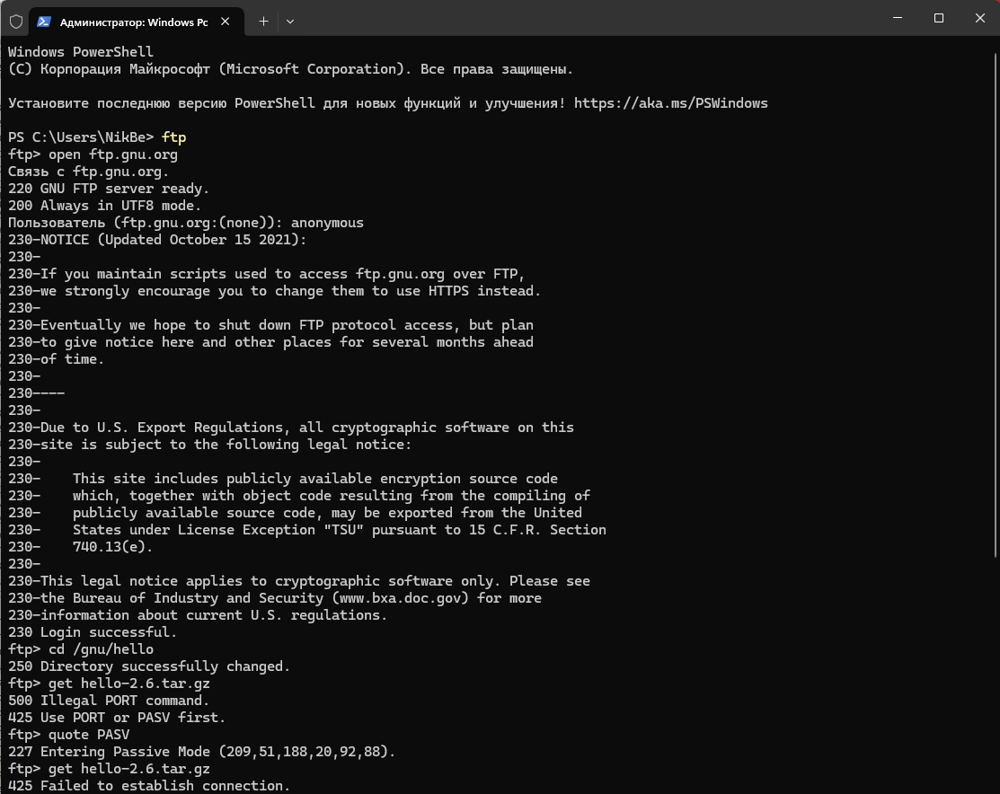 Администратор: Windows Po
Windows PowerShell
(C) Корпорация Майкрософт (Microsoft Corporation). Все права защищены.
Установите последнюю версию PowerShell для новых функций и улучшения! https://aka.ms/PSWindows
PS C:\Users\NikBe> ftp
ftp> open ftp.gnu.org
Связь с ftp.gnu.org.
220 GNU FTP server ready.
200 Always in UTF8 mode.
Пользователь (ftp.gnu.org:(none)): anonymous
230-NOTICE (Updated October 15 2021):
230-
230-If you maintain scripts used to access ftp.gnu.org over FTP,
230-we strongly encourage you to change them to use HTTPS instead.
230-
230-Eventually we hope to shut down FTP protocol access, but plan
230-to give notice here and other places for several months ahead
230-of time.
230-
230----
230-
230-Due to U.S. Export Regulations, all cryptographic software on this
230-site is subject to the following legal notice:
230-
230-    This site includes publicly available encryption source code
230-    which, together with object code resulting from the compiling of
230-    publicly available source code, may be exported from the United
230-    States under License Exception "TSU" pursuant to 15 C.F.R. Section
230-    740.13(e).
230-
230-This legal notice applies to cryptographic software only. Please see
230-the Bureau of Industry and Security (www.bxa.doc.gov) for more
230-information about current U.S. regulations.
230 Login successful.
ftp> cd /gnu/hello
250 Directory successfully changed.
ftp> get hello-2.6.tar.gz
500 Illegal PORT command.
425 Use PORT or PASV first.
ftp> quote PASV
227 Entering Passive Mode (209,51,188,20,92,88).
ftp> get hello-2.6.tar.gz
425 Failed to establish connection.